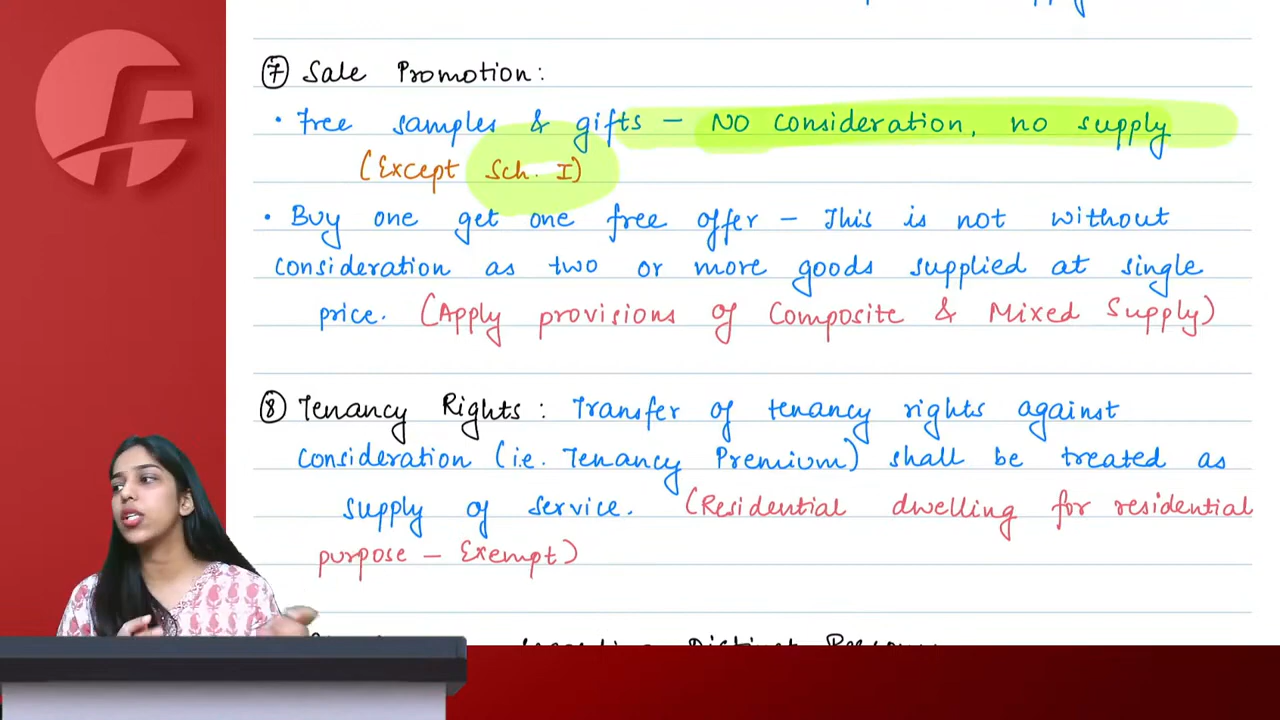 ⑦ Sale Promotion:
• Free samples & gifts – No consideration, no supply
(Except Sch. I)
• Buy one get one free offer – This is not without
consideration as two or more goods supplied at single
price. (Apply provisions of Composite & Mixed Supply)
⑧ Tenancy Rights: Transfer of tenancy rights against
consideration (i.e. Tenancy Premium) shall be treated as
supply of service. (Residential dwelling for residential
purpose – Exempt)
Distinct